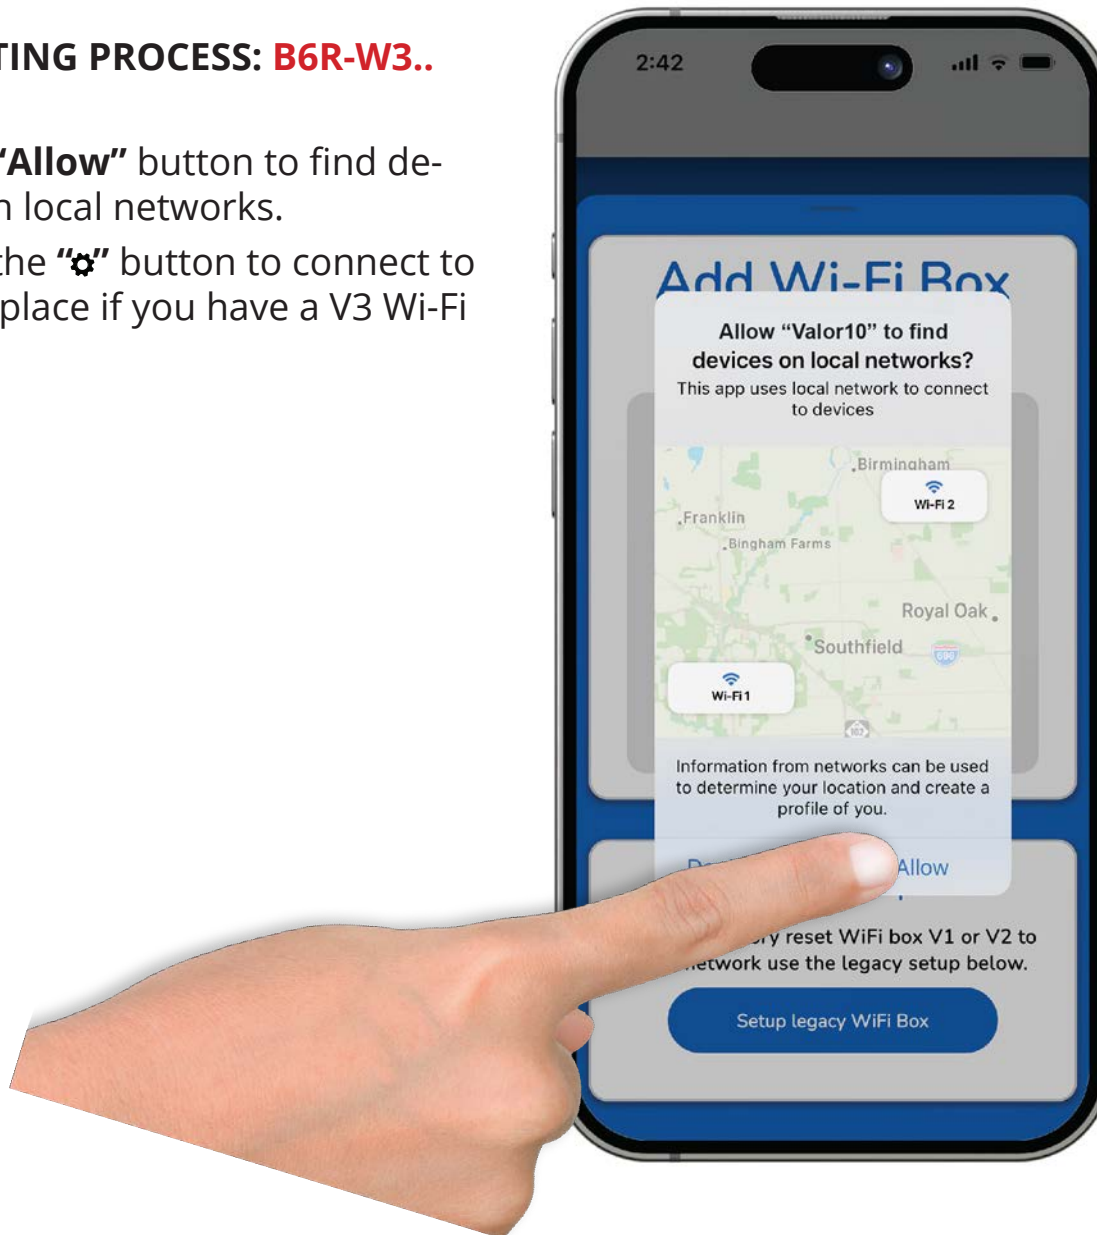 TING PROCESS: B6R-W3..
“Allow” button to find de-
n local networks.
the “⚙” button to connect to
place if you have a V3 Wi-Fi
2:42
Add Wi-Fi Box
Allow “Valor10” to find
devices on local networks?
This app uses local network to connect
to devices
Birmingham
Wi-Fi 2
Franklin
Bingham Farms
Royal Oak
Southfield
696
Wi-Fi 1
102
Information from networks can be used
to determine your location and create a
profile of you.
Allow
ry reset WiFi box V1 or V2 to
network use the legacy setup below.
Setup legacy WiFi Box